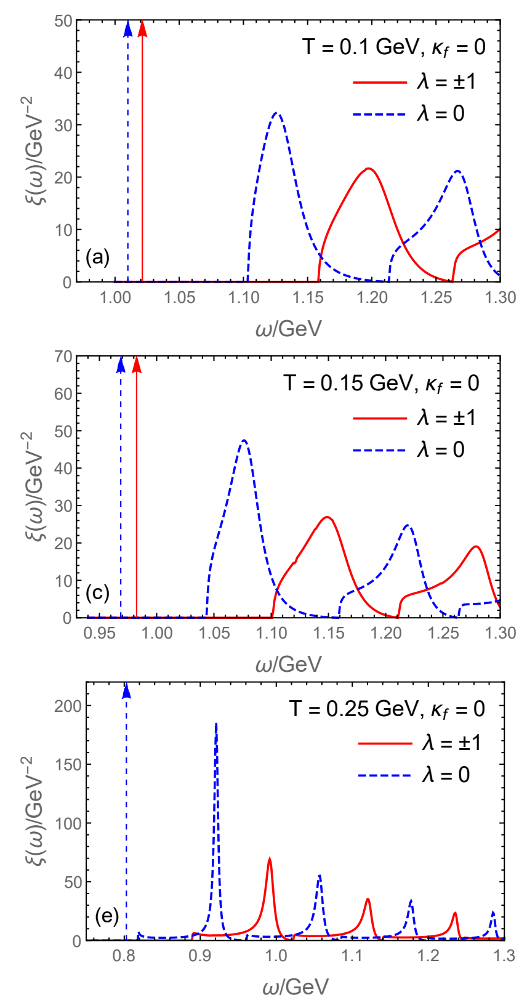 50
40
30
20
10
0
ξ(ω)/GeV⁻²
T = 0.1 GeV, κf = 0
λ = ±1
λ = 0
(a)
1.00 1.05 1.10 1.15 1.20 1.25 1.30
ω/GeV
70
60
50
40
30
20
10
0
ξ(ω)/GeV⁻²
T = 0.15 GeV, κf = 0
λ = ±1
λ = 0
(c)
0.95 1.00 1.05 1.10 1.15 1.20 1.25 1.30
ω/GeV
200
150
100
50
0
ξ(ω)/GeV⁻²
T = 0.25 GeV, κf = 0
λ = ±1
λ = 0
(e)
0.8 0.9 1.0 1.1 1.2 1.3
ω/GeV